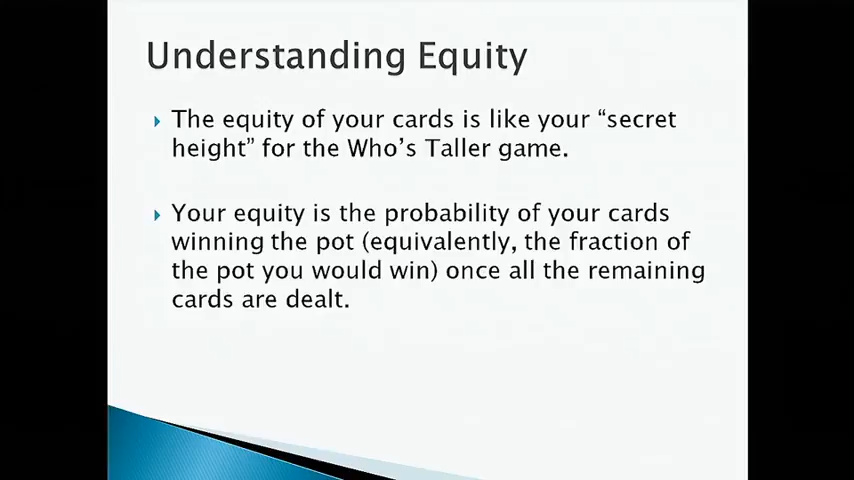 Understanding Equity
The equity of your cards is like your “secret
height” for the Who’s Taller game.
Your equity is the probability of your cards
winning the pot (equivalently, the fraction of
the pot you would win) once all the remaining
cards are dealt.